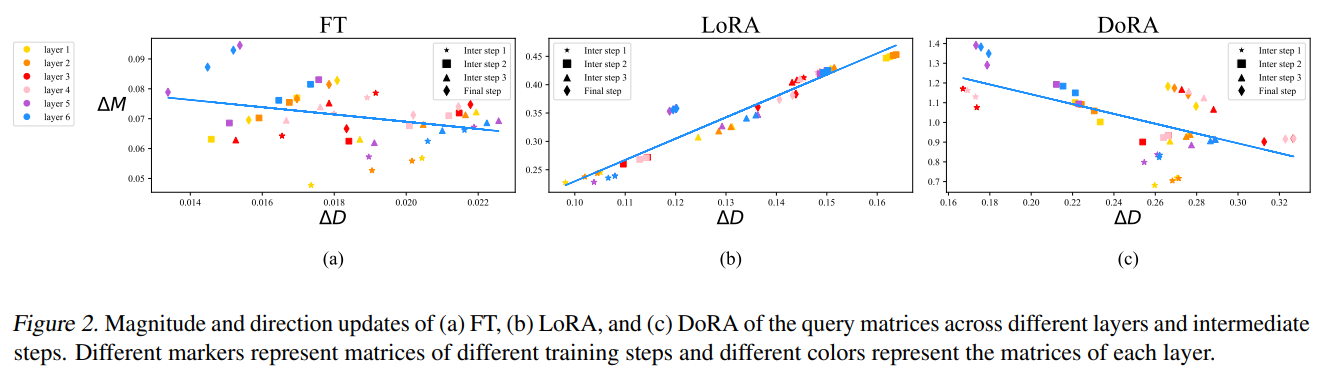 FT
LoRA
DoRA
layer 1
layer 2
layer 3
layer 4
layer 5
layer 6
ΔM
0.09
0.08
0.07
0.06
0.05
Inter step 1
Inter step 2
Inter step 3
Final step
0.014
0.016
0.018
0.020
0.022
ΔD
(a)
0.45
0.40
0.35
0.30
0.25
Inter step 1
Inter step 2
Inter step 3
Final step
0.10
0.11
0.12
0.13
0.14
0.15
0.16
ΔD
(b)
1.4
1.3
1.2
1.1
1.0
0.9
0.8
0.7
Inter step 1
Inter step 2
Inter step 3
Final step
0.16
0.18
0.20
0.22
0.24
0.26
0.28
0.30
0.32
ΔD
(c)
Figure 2. Magnitude and direction updates of (a) FT, (b) LoRA, and (c) DoRA of the query matrices across different layers and intermediate
steps. Different markers represent matrices of different training steps and different colors represent the matrices of each layer.